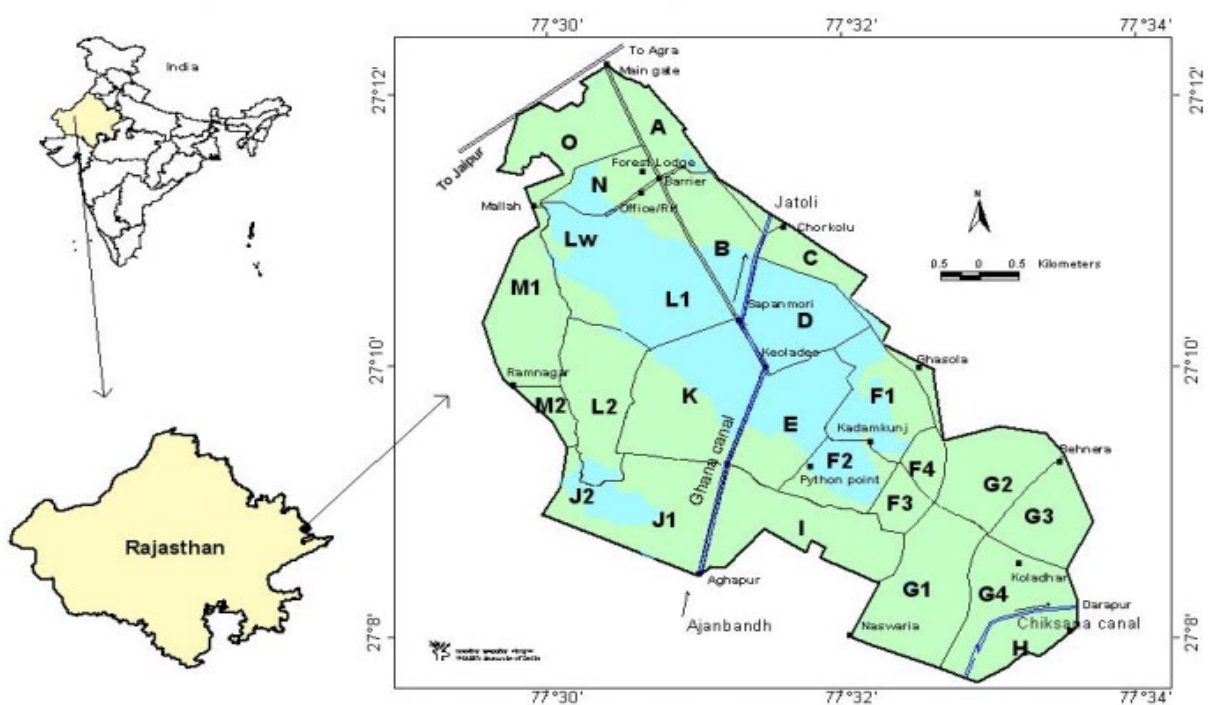 India
Rajasthan
77°30'
77°32'
77°34'
27°12'
27°12'
To Agra
Main gate
A
O
To Jaipur
Forest Lodge
N
Barrier
Mallah
Office/RH
Jatoli
Chorkolu
N
Lw
B
C
0.5 0 0.5 Kilometers
M1
L1
Sapanmori
D
27°10'
27°10'
Keoladeo
Ghasola
Ramnagar
M2
L2
K
F1
E
Kadamkunj
Ghana canal
F2
F4
Behnera
Python point
G2
J2
F3
G3
J1
I
Koladhar
Aghapur
G1
G4
Darapur
Ajanbandh
Naswaria
Chiksana canal
27°8'
27°8'
H
77°30'
77°32'
77°34'